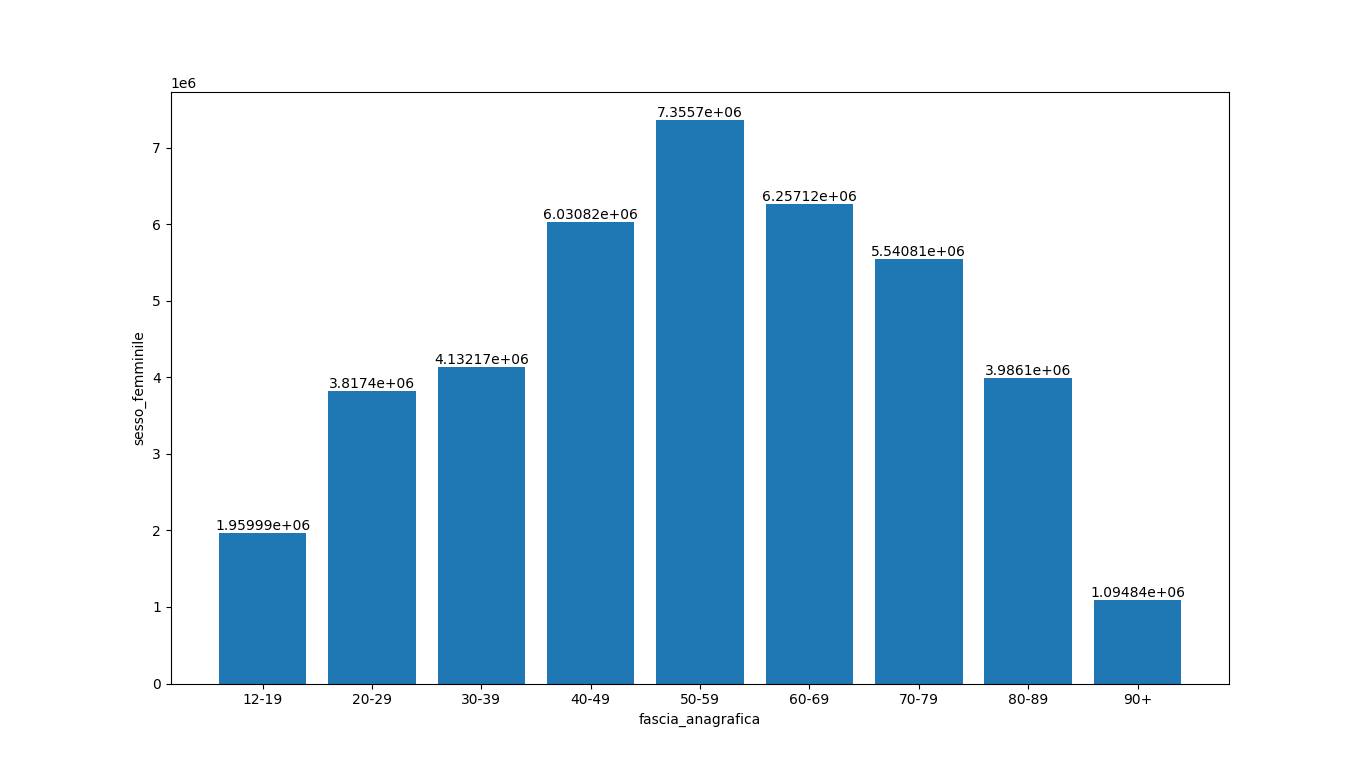 1e6
7.3557e+06
7
6.25712e+06
6.03082e+06
6
5.54081e+06
5
4.13217e+06
3.9861e+06
3.8174e+06
4
sesso_femminile
3
1.95999e+06
2
1.09484e+06
1
0
12-19 20-29 30-39 40-49 50-59 60-69 70-79 80-89 90+
fascia_anagrafica